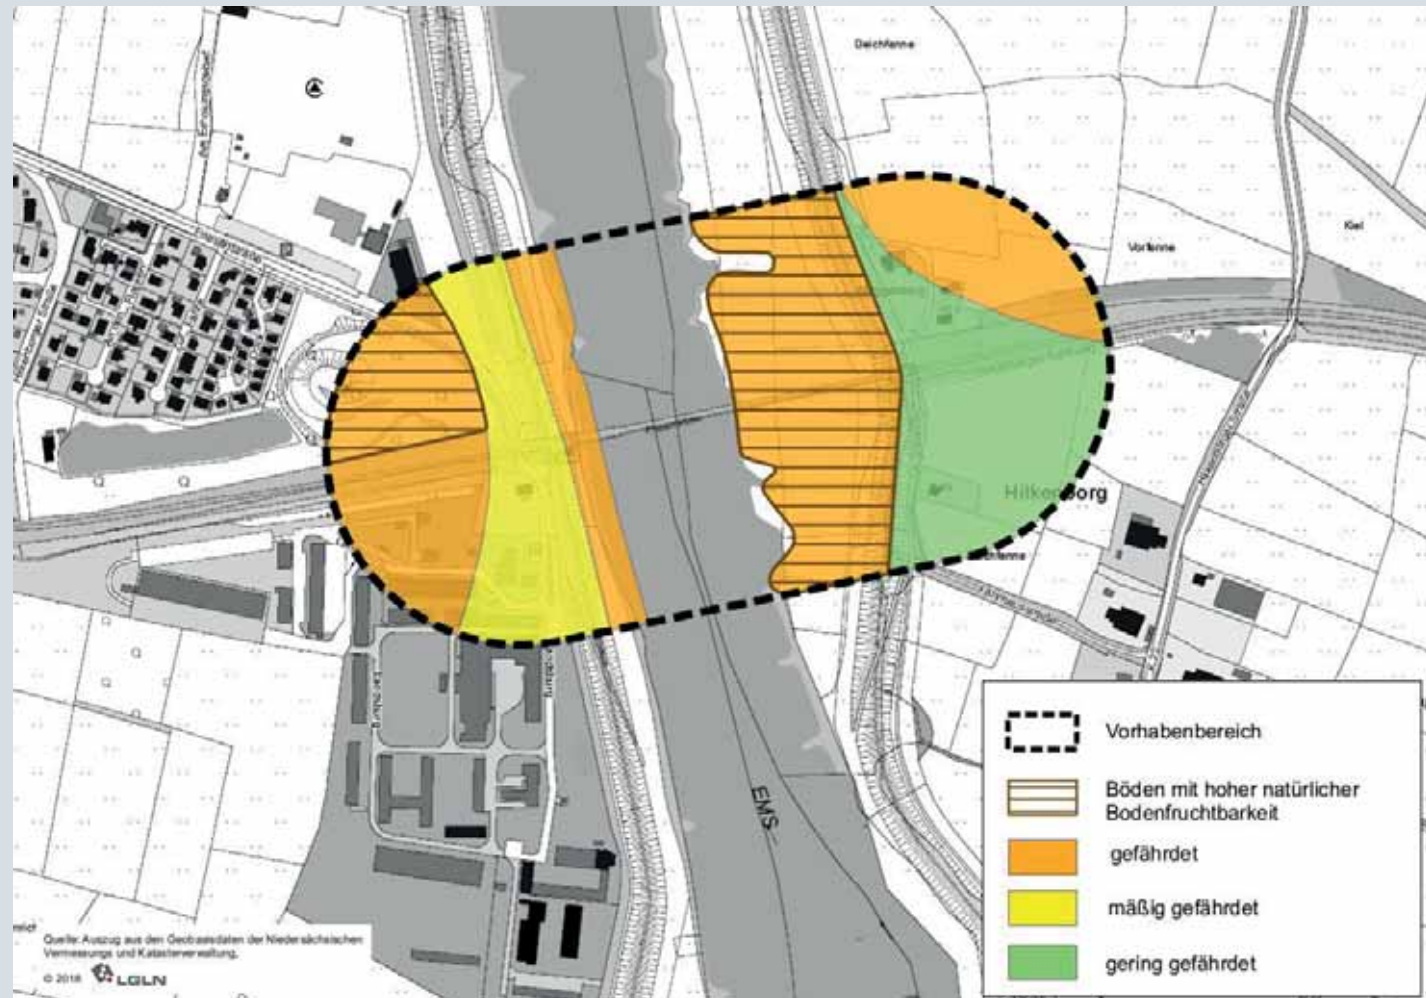 Deichfenne
Kiel
Vorfenne
Hilkenborg
EMS
Vorhabenbereich
Böden mit hoher natürlicher
Bodenfruchtbarkeit
gefährdet
mäßig gefährdet
gering gefährdet
Quelle: Auszug aus den Geobasisdaten der Niedersächsischen
Vermessungs und Katasterverwaltung,
© 2018 LGLN